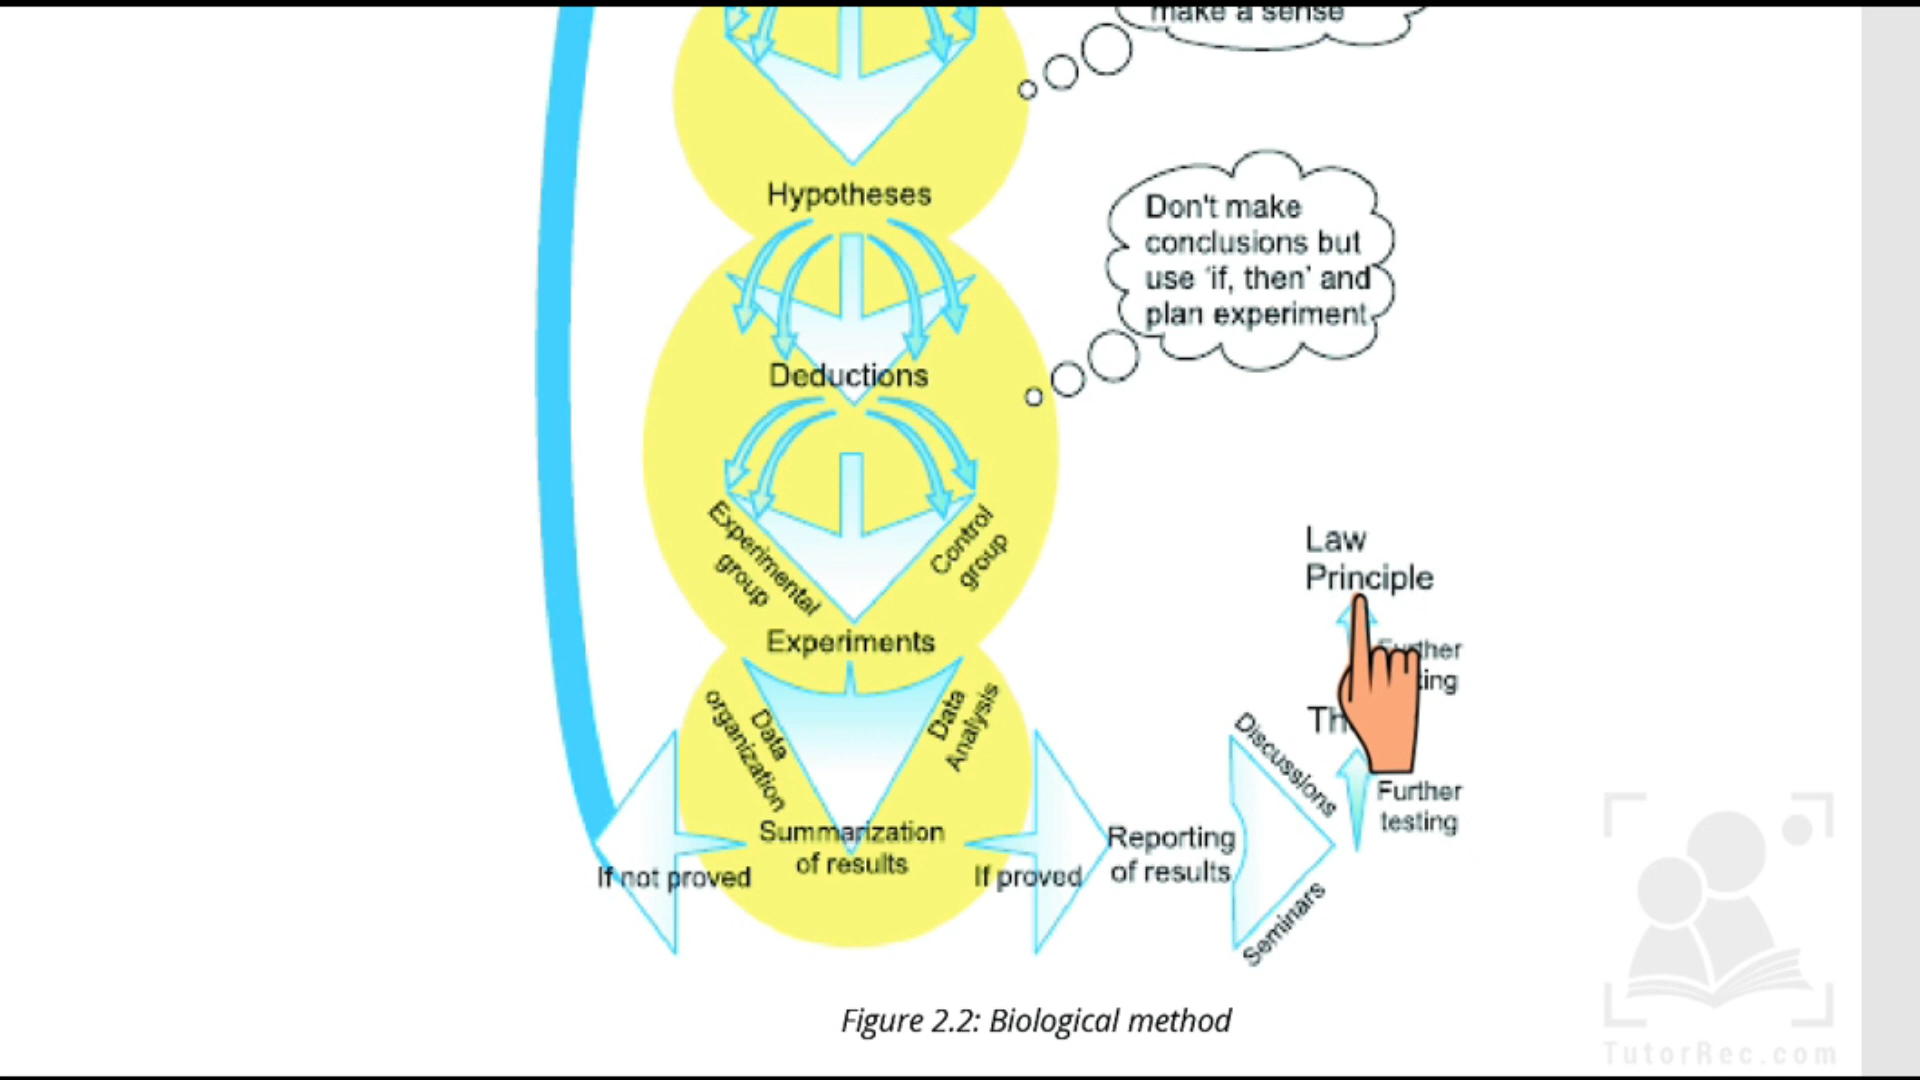 make a sense
Hypotheses
Don't make
conclusions but
use 'if, then' and
plan experiment
Deductions
Experimental
group
Control
group
Experiments
Law
Principle
Data
organization
Data
Analysis
Discussions
Further
testing
Summarization
of results
If not proved
If proved
Reporting
of results
Seminars
Figure 2.2: Biological method
TutorRec.com